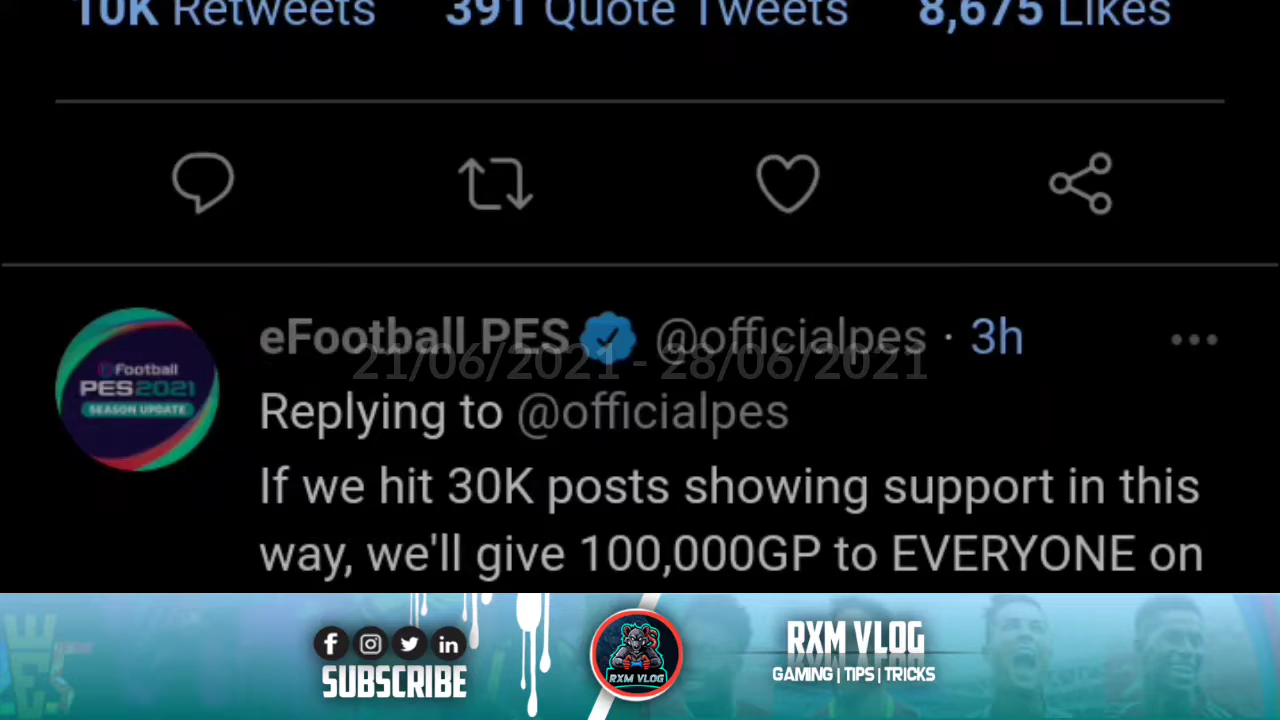 10K Retweets 391 Quote Tweets 8,675 Likes
eFootball PES @officialpes · 3h
21/06/2021 - 28/06/2021
eFootball
PES2021
SEASON UPDATE
Replying to @officialpes
If we hit 30K posts showing support in this
way, we'll give 100,000GP to EVERYONE on
SUBSCRIBE
RXM VLOG
RXM VLOG
GAMING | TIPS | TRICKS